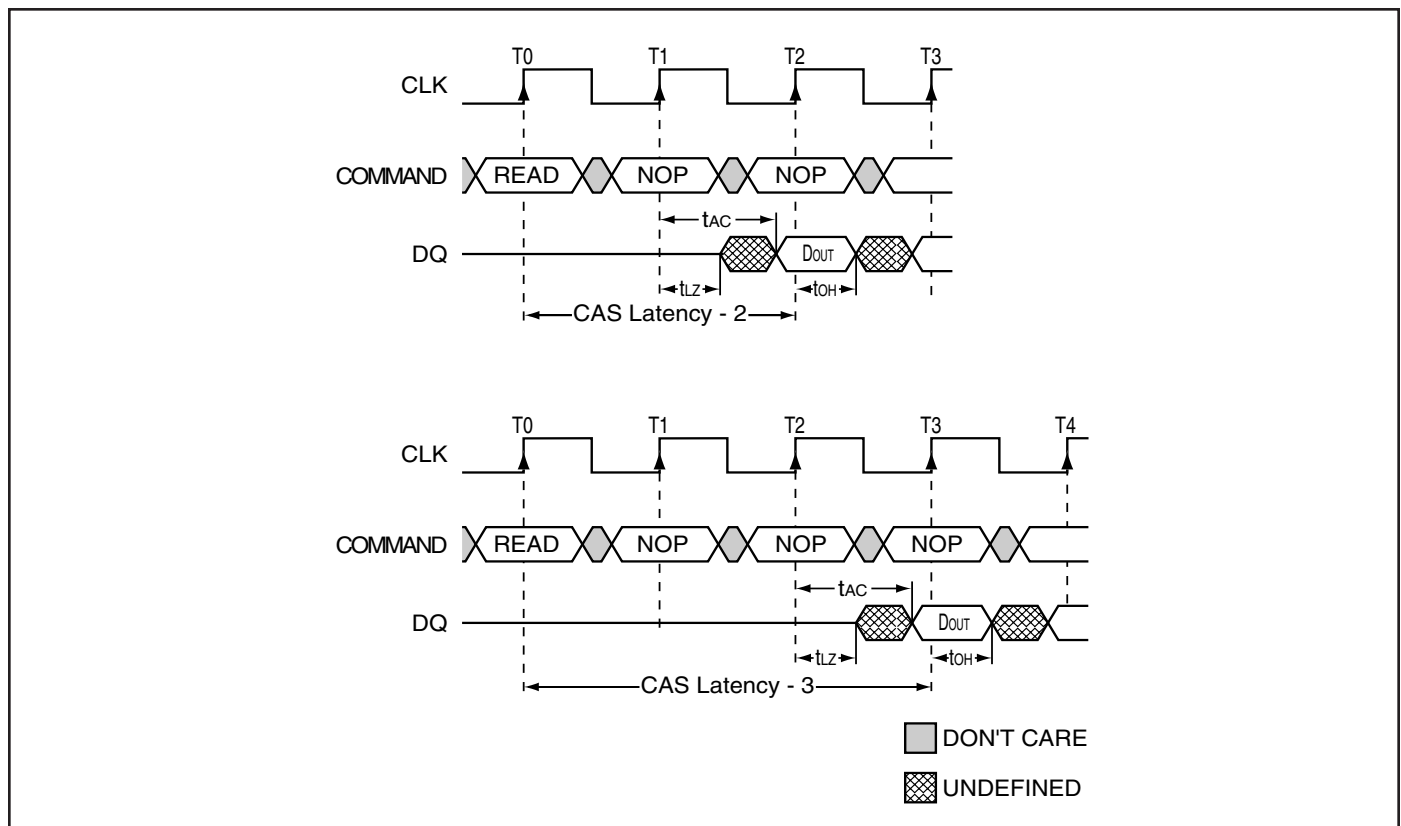 T0 T1 T2 T3
CLK
COMMAND READ NOP NOP
tAC
DQ DOUT
tLZ tOH
CAS Latency - 2
T0 T1 T2 T3 T4
CLK
COMMAND READ NOP NOP NOP
tAC
DQ DOUT
tLZ tOH
CAS Latency - 3
DON'T CARE
UNDEFINED